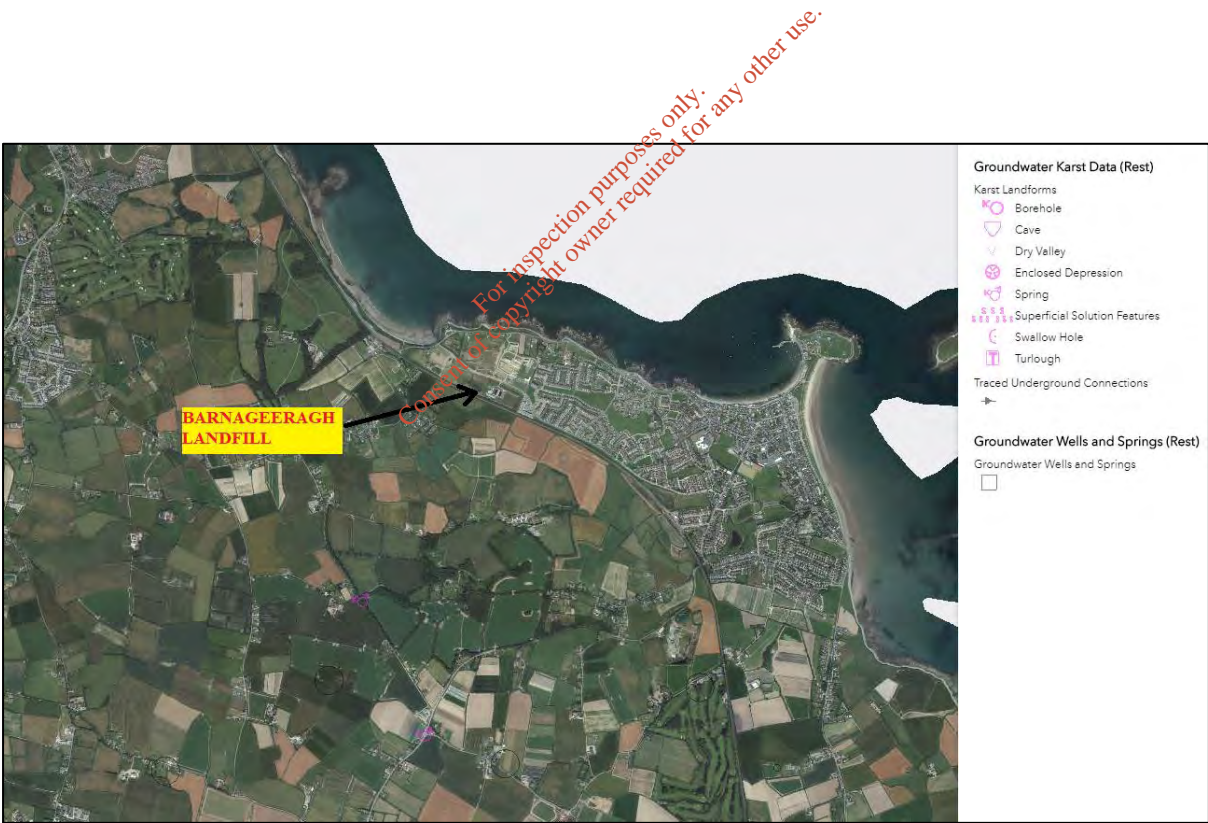 For inspection purposes only.
Consent of copyright owner required for any other use.
BARNAGEERAGH
LANDFILL
Groundwater Karst Data (Rest)
Karst Landforms
Borehole
Cave
Dry Valley
Enclosed Depression
Spring
Superficial Solution Features
Swallow Hole
Turlough
Traced Underground Connections
Groundwater Wells and Springs (Rest)
Groundwater Wells and Springs